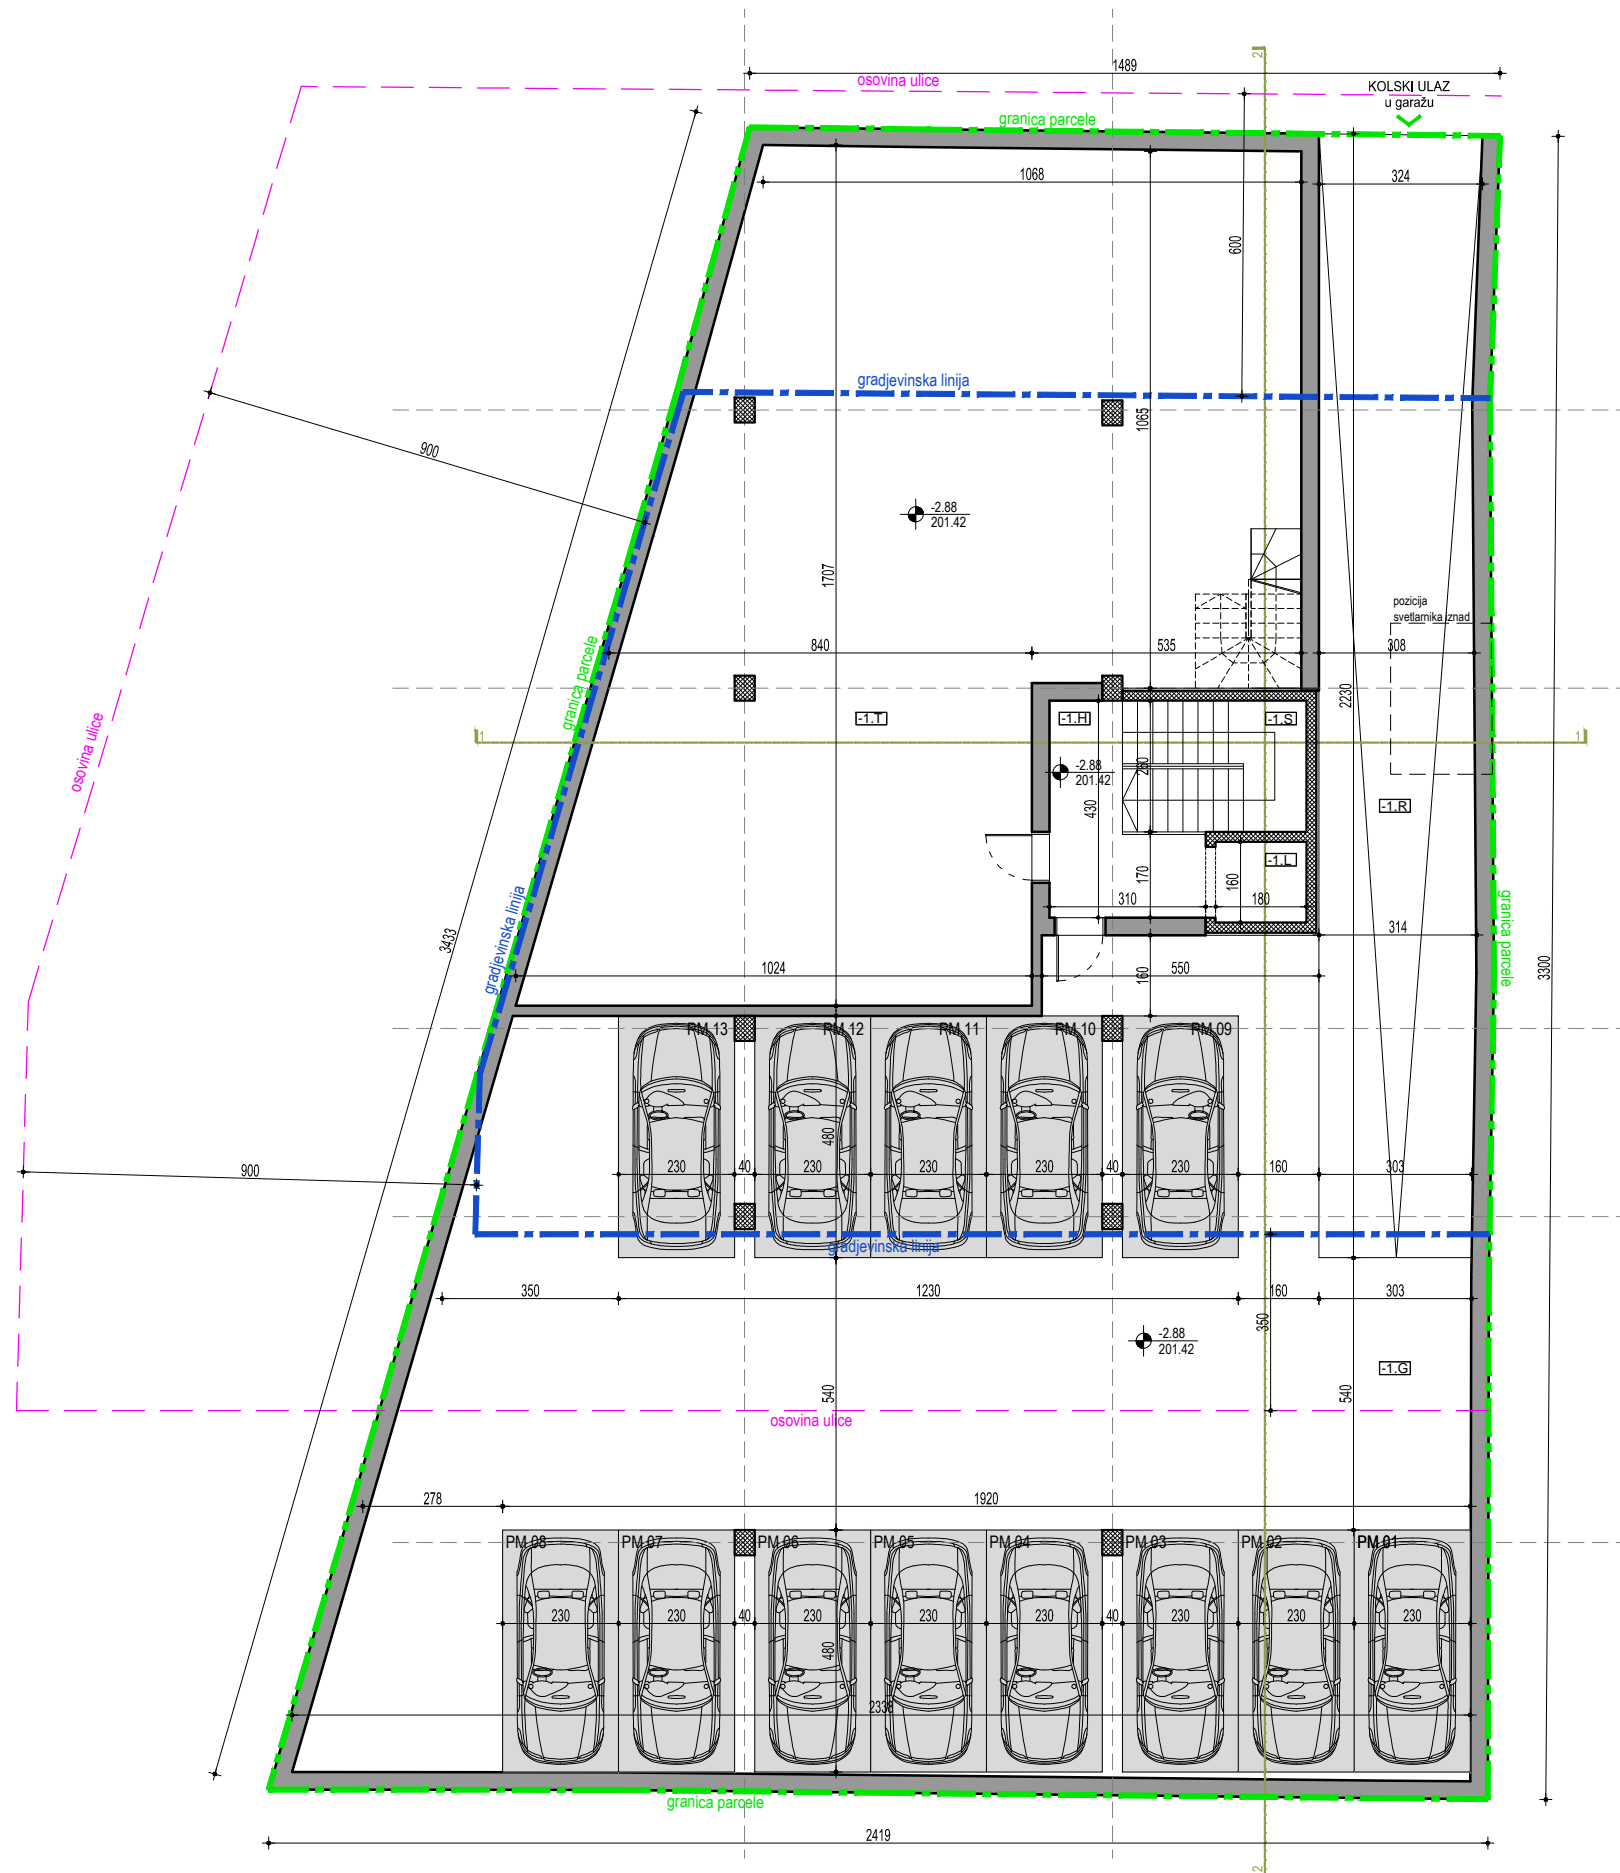 1489
2
osovina ulice
KOLSKI ULAZ
u garažu
granica parcele
1068
324
600
gradjevinska linija
1065
900
-2.88
201.42
1707
pozicija
svetlarnika iznad
840
535
308
granica parcele
2230
osovina ulice
-1.T
-1.H
-1.S
1
1
-2.88
201.42
260
430
-1.R
-1.L
170
160
310
180
granica parcele
gradjevinska linija
3433
314
3300
1024
160
550
PM 13
PM 12
PM 11
PM 10
PM 09
480
900
230
40
230
230
230
40
230
160
303
gradjevinska linija
350
1230
160
303
350
-2.88
201.42
-1.G
540
540
osovina ulice
278
1920
PM 08
PM 07
PM 06
PM 05
PM 04
PM 03
PM 02
PM 01
230
230
40
230
230
230
40
230
230
230
480
2338
granica parcele
2419
2